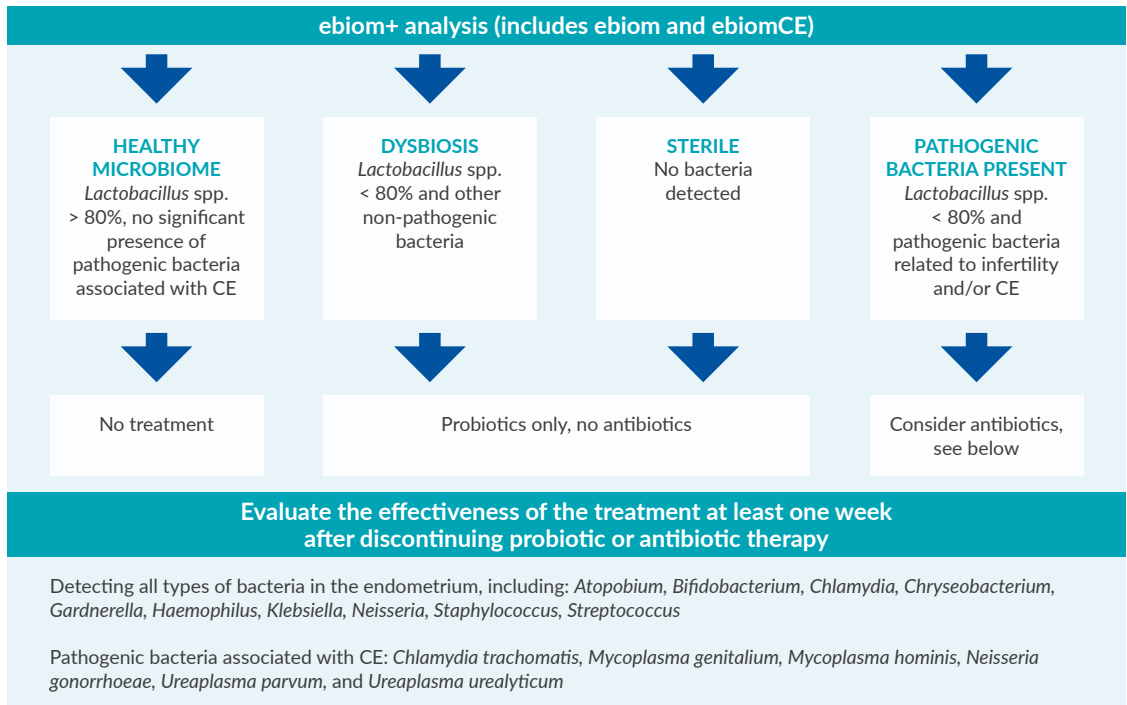 ebiom+ analysis (includes ebiom and ebiomCE)
HEALTHY
MICROBIOME
Lactobacillus spp.
> 80%, no significant
presence of
pathogenic bacteria
associated with CE
DYSBIOSIS
Lactobacillus spp.
< 80% and other
non-pathogenic
bacteria
STERILE
No bacteria
detected
PATHOGENIC
BACTERIA PRESENT
Lactobacillus spp.
< 80% and
pathogenic bacteria
related to infertility
and/or CE
No treatment
Probiotics only, no antibiotics
Consider antibiotics,
see below
Evaluate the effectiveness of the treatment at least one week
after discontinuing probiotic or antibiotic therapy
Detecting all types of bacteria in the endometrium, including: Atopobium, Bifidobacterium, Chlamydia, Chryseobacterium,
Gardnerella, Haemophilus, Klebsiella, Neisseria, Staphylococcus, Streptococcus
Pathogenic bacteria associated with CE: Chlamydia trachomatis, Mycoplasma genitalium, Mycoplasma hominis, Neisseria
gonorrhoeae, Ureaplasma parvum, and Ureaplasma urealyticum